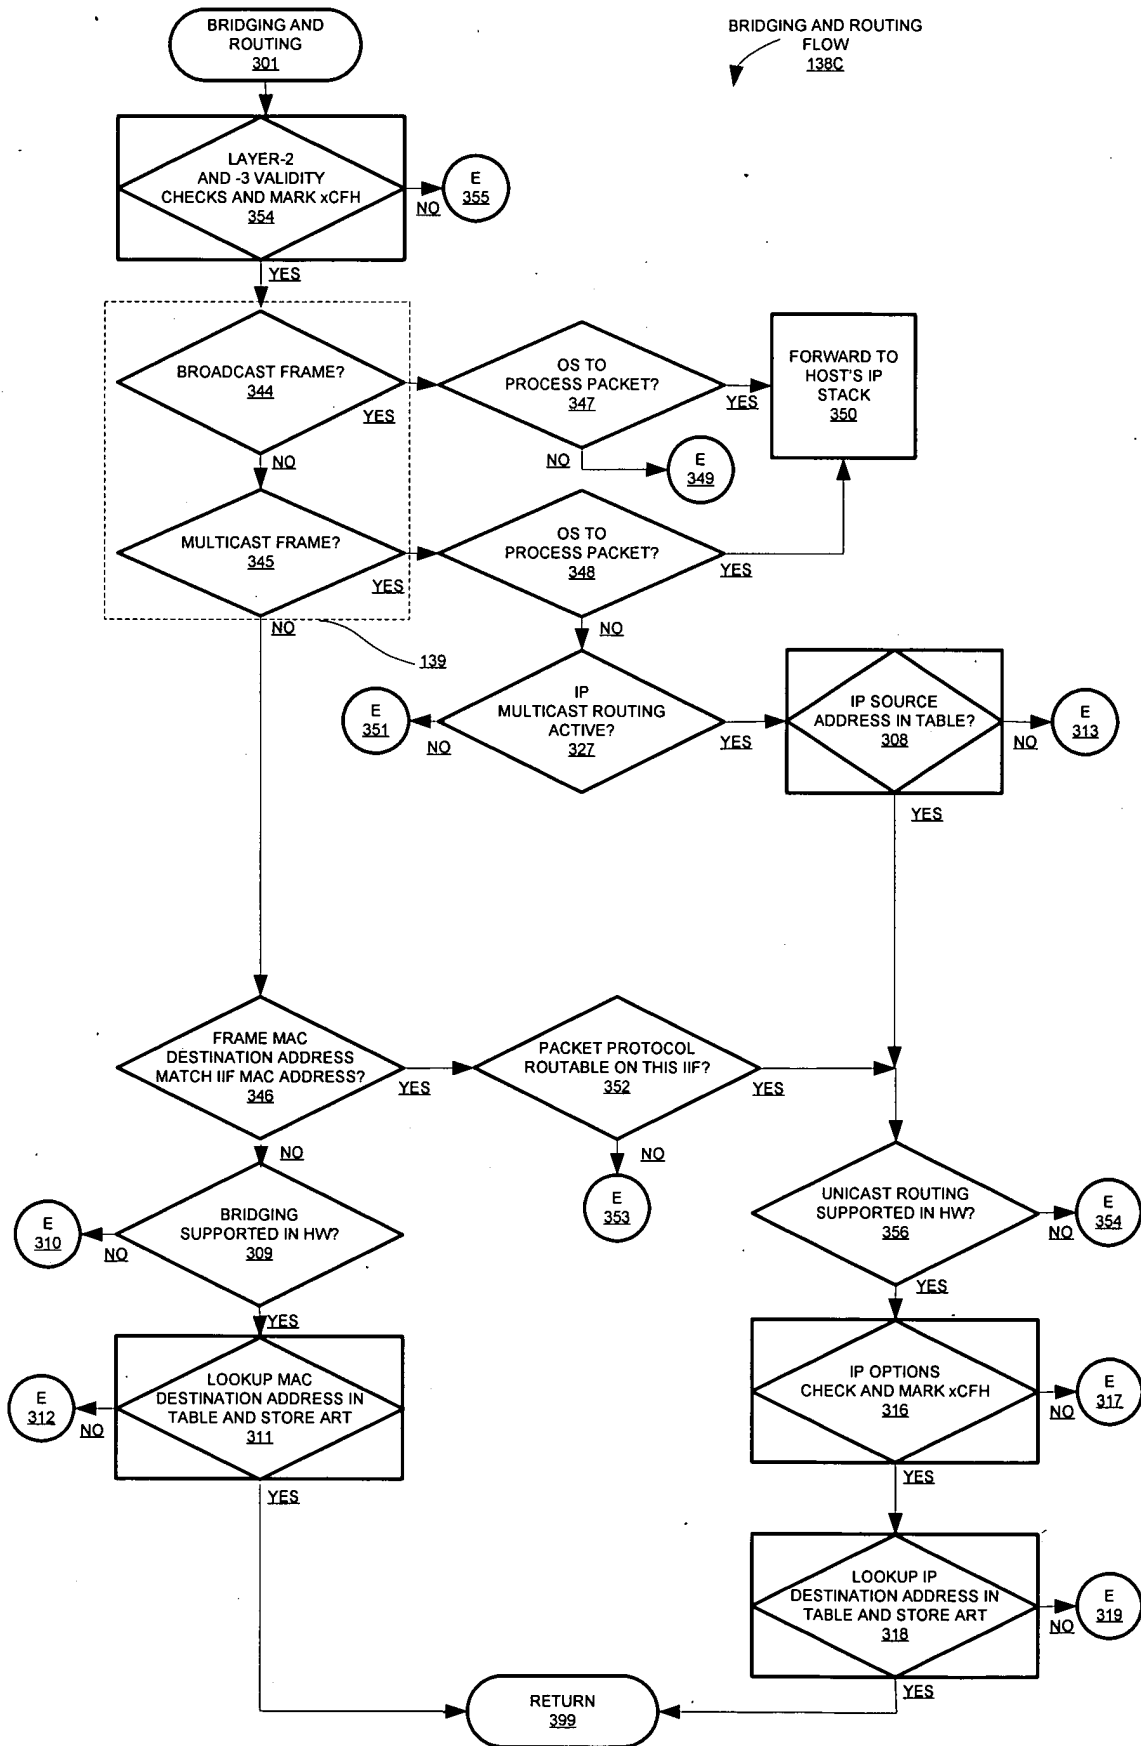 BRIDGING AND
ROUTING
301
BRIDGING AND ROUTING
FLOW
138C
LAYER-2
AND -3 VALIDITY
CHECKS AND MARK xCFH
354
NO
E
355
YES
BROADCAST FRAME?
344
YES
OS TO
PROCESS PACKET?
347
YES
FORWARD TO
HOST'S IP
STACK
350
NO
NO
E
349
MULTICAST FRAME?
345
YES
OS TO
PROCESS PACKET?
348
YES
NO
NO
139
E
351
NO
IP
MULTICAST ROUTING
ACTIVE?
327
YES
IP SOURCE
ADDRESS IN TABLE?
308
NO
E
313
YES
FRAME MAC
DESTINATION ADDRESS
MATCH IIF MAC ADDRESS?
346
YES
PACKET PROTOCOL
ROUTABLE ON THIS IIF?
352
YES
NO
NO
E
353
E
310
NO
BRIDGING
SUPPORTED IN HW?
309
UNICAST ROUTING
SUPPORTED IN HW?
356
NO
E
354
YES
YES
E
312
NO
LOOKUP MAC
DESTINATION ADDRESS IN
TABLE AND STORE ART
311
IP OPTIONS
CHECK AND MARK xCFH
316
NO
E
317
YES
YES
LOOKUP IP
DESTINATION ADDRESS IN
TABLE AND STORE ART
318
NO
E
319
YES
RETURN
399